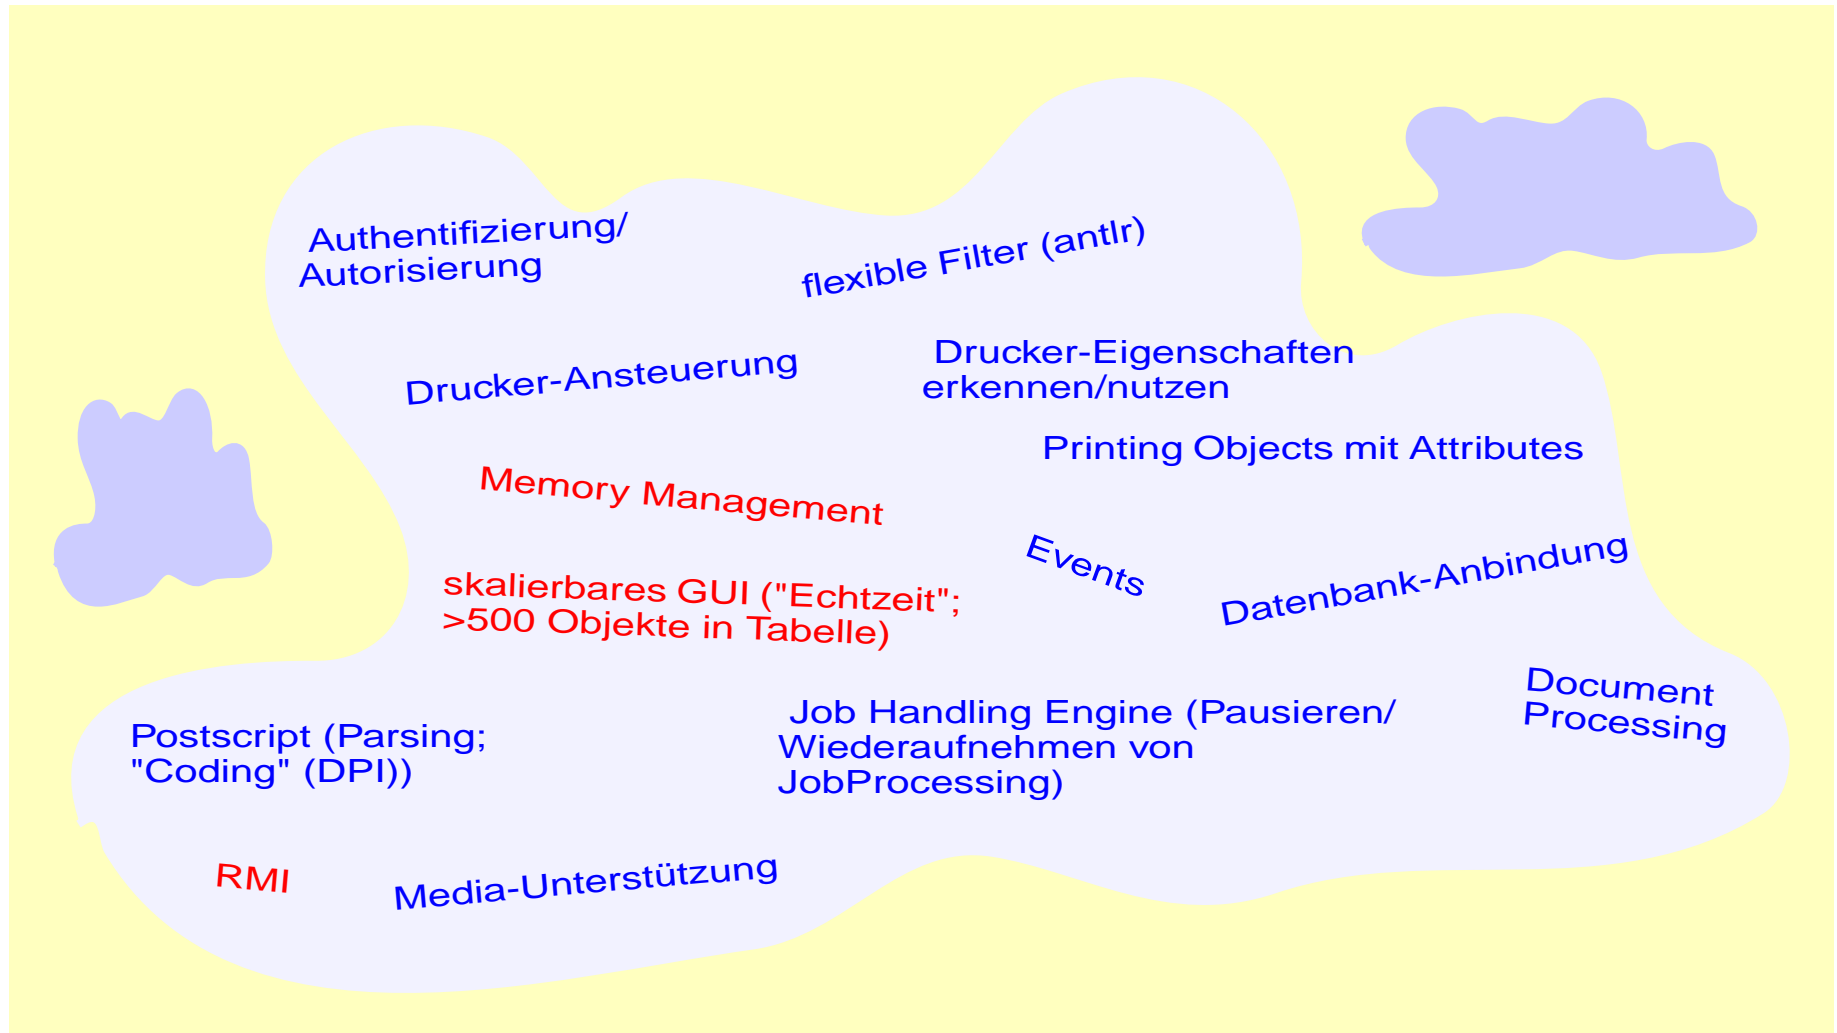 Authentifizierung/
Autorisierung
flexible Filter (antlr)
Drucker-Ansteuerung
Drucker-Eigenschaften
erkennen/nutzen
Printing Objects mit Attributes
Memory Management
Events
Datenbank-Anbindung
skalierbares GUI ("Echtzeit";
>500 Objekte in Tabelle)
Document
Processing
Postscript (Parsing;
"Coding" (DPI))
Job Handling Engine (Pausieren/
Wiederaufnehmen von
JobProcessing)
RMI
Media-Unterstützung